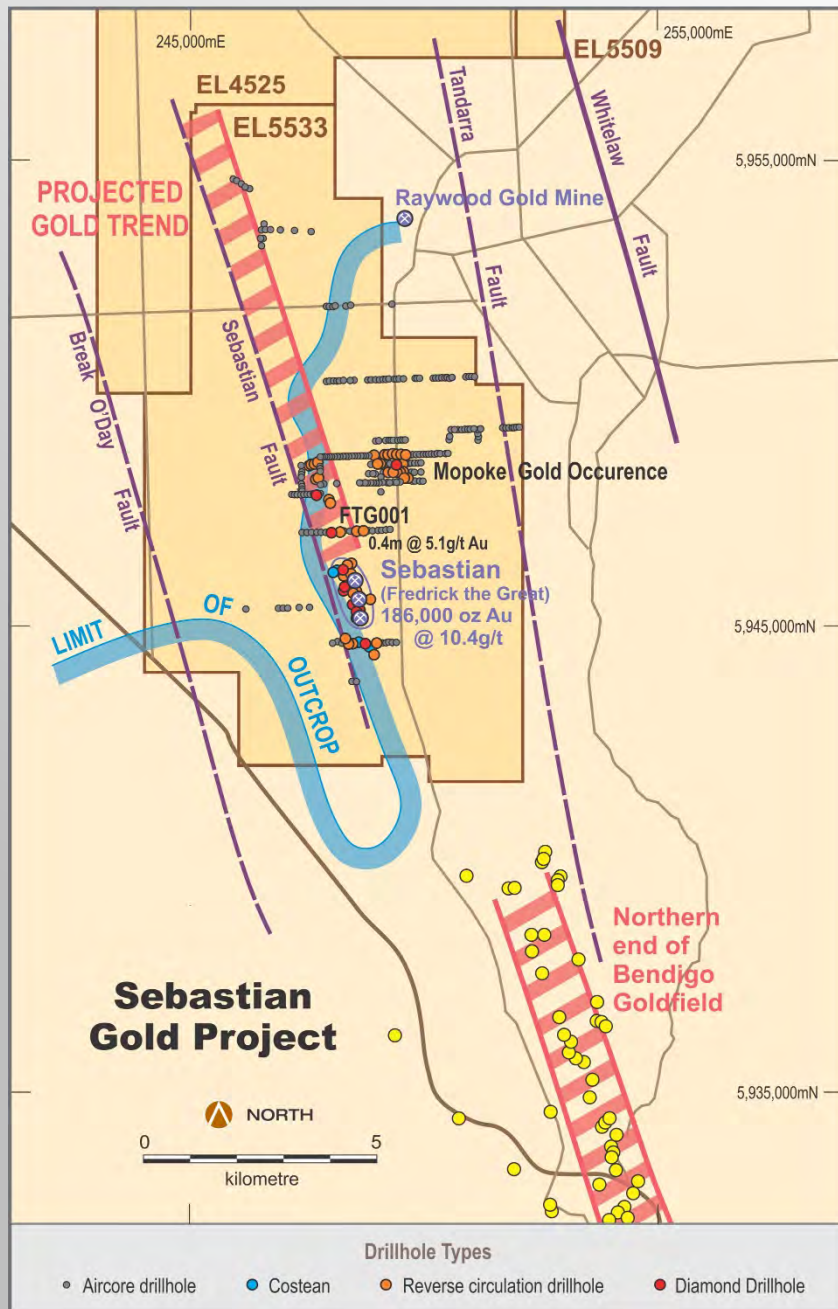 245,000mE
255,000mE
EL5509
EL4525
EL5533
Tandarra
Fault
Whitelaw
Fault
5,955,000mN
PROJECTED
GOLD TREND
Raywood Gold Mine
Sebastian
Fault
Break
O'Day
Fault
Mopoke Gold Occurence
FTG001
0.4m @ 5.1g/t Au
Sebastian
(Fredrick the Great)
186,000 oz Au
@ 10.4g/t
5,945,000mN
LIMIT
OF
OUTCROP
Northern
end of
Bendigo
Goldfield
Sebastian
Gold Project
5,935,000mN
NORTH
0 5
kilometre
Drillhole Types
Aircore drillhole Costean Reverse circulation drillhole Diamond Drillhole